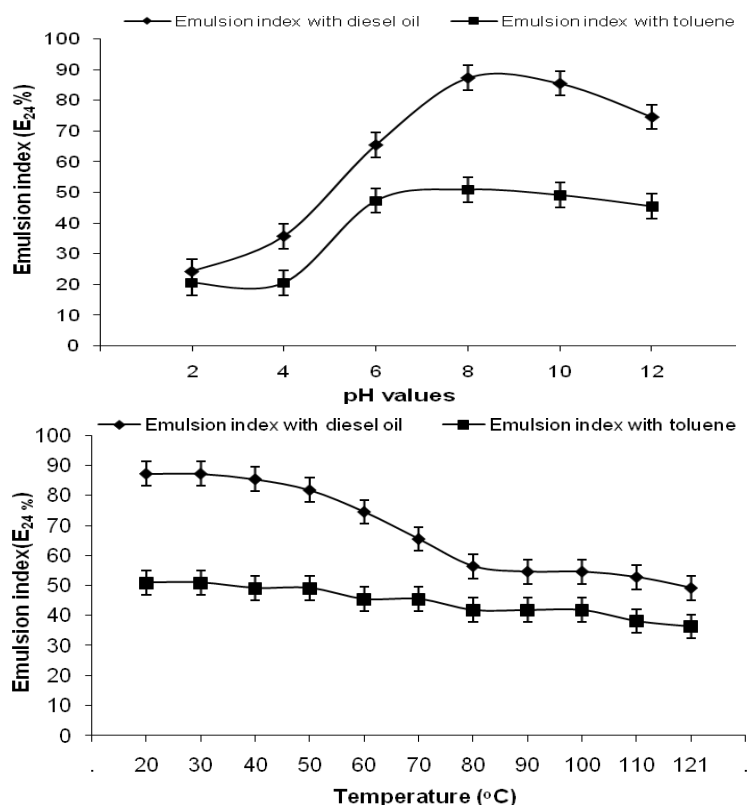 Emulsion index with diesel oil Emulsion index with toluene
Emulsion index (E24%)
100
90
80
70
60
50
40
30
20
10
0
2 4 6 8 10 12
pH values
Emulsion index with diesel oil Emulsion index with toluene
Emulsion index(E24 %)
100
90
80
70
60
50
40
30
20
10
0
. 20 30 40 50 60 70 80 90 100 110 121 .
Temperature (oC)